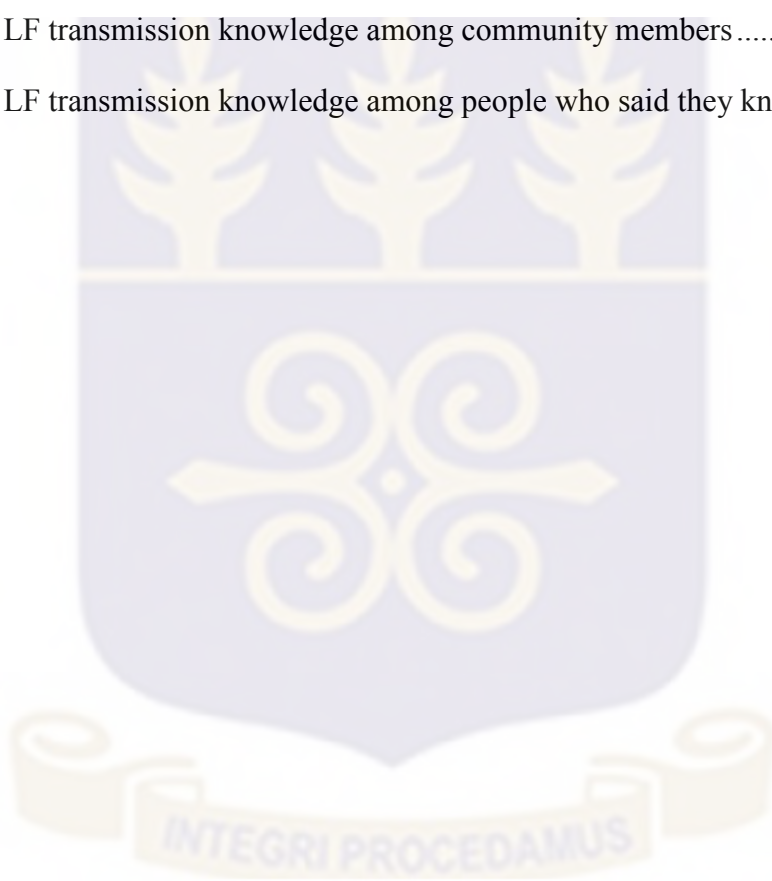 LF transmission knowledge among community members.....
LF transmission knowledge among people who said they kn
INTEGRI PROCEDAMUS